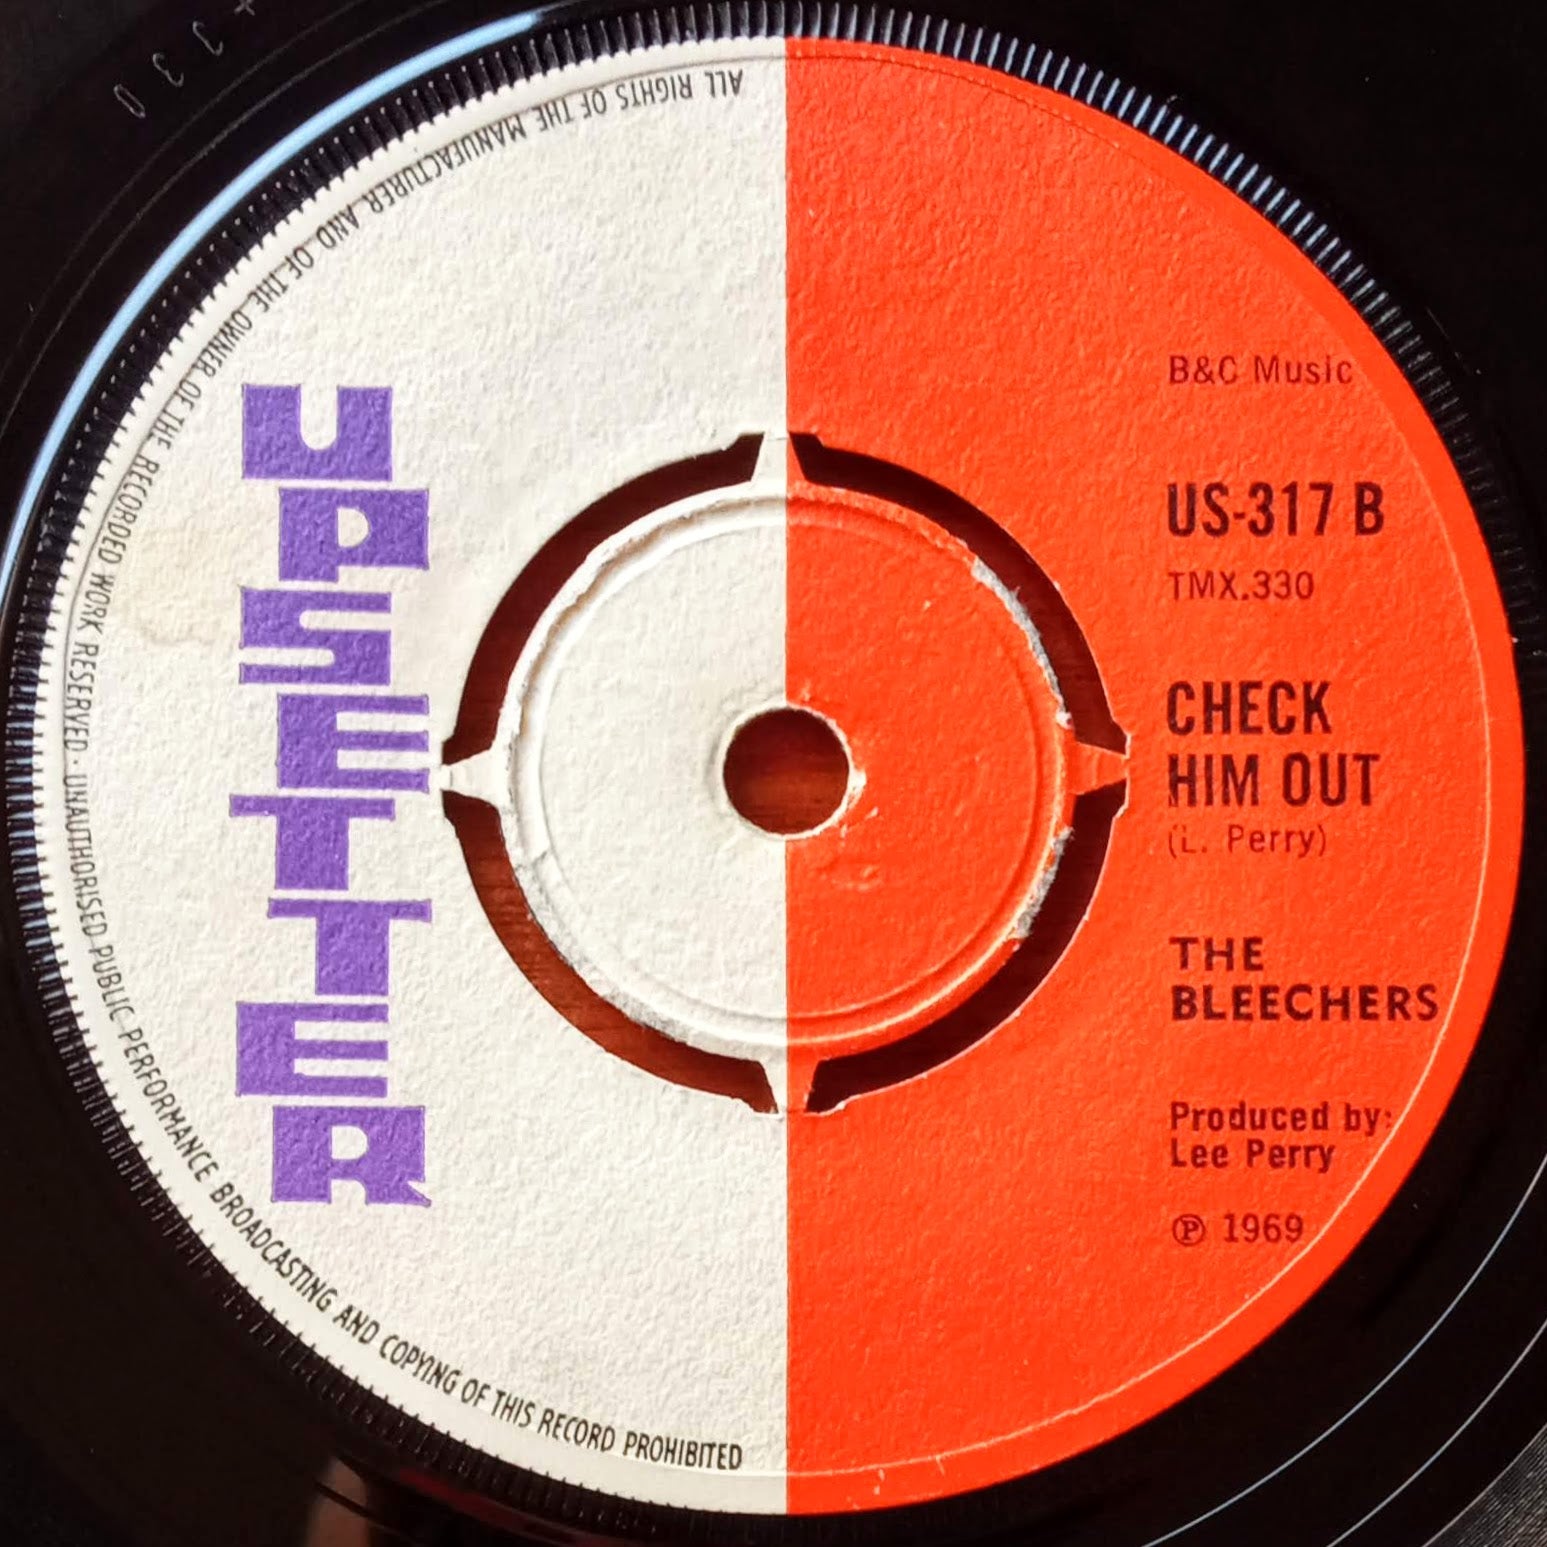 UPSETTER
ALL RIGHTS OF THE MANUFACTURER AND OF THE OWNER OF THE RECORDED WORK RESERVED · UNAUTHORISED PUBLIC PERFORMANCE BROADCASTING AND COPYING OF THIS RECORD PROHIBITED
B&C Music
US-317 B
TMX.330
CHECK
HIM OUT
(L. Perry)
THE
BLEECHERS
Produced by:
Lee Perry
℗ 1969